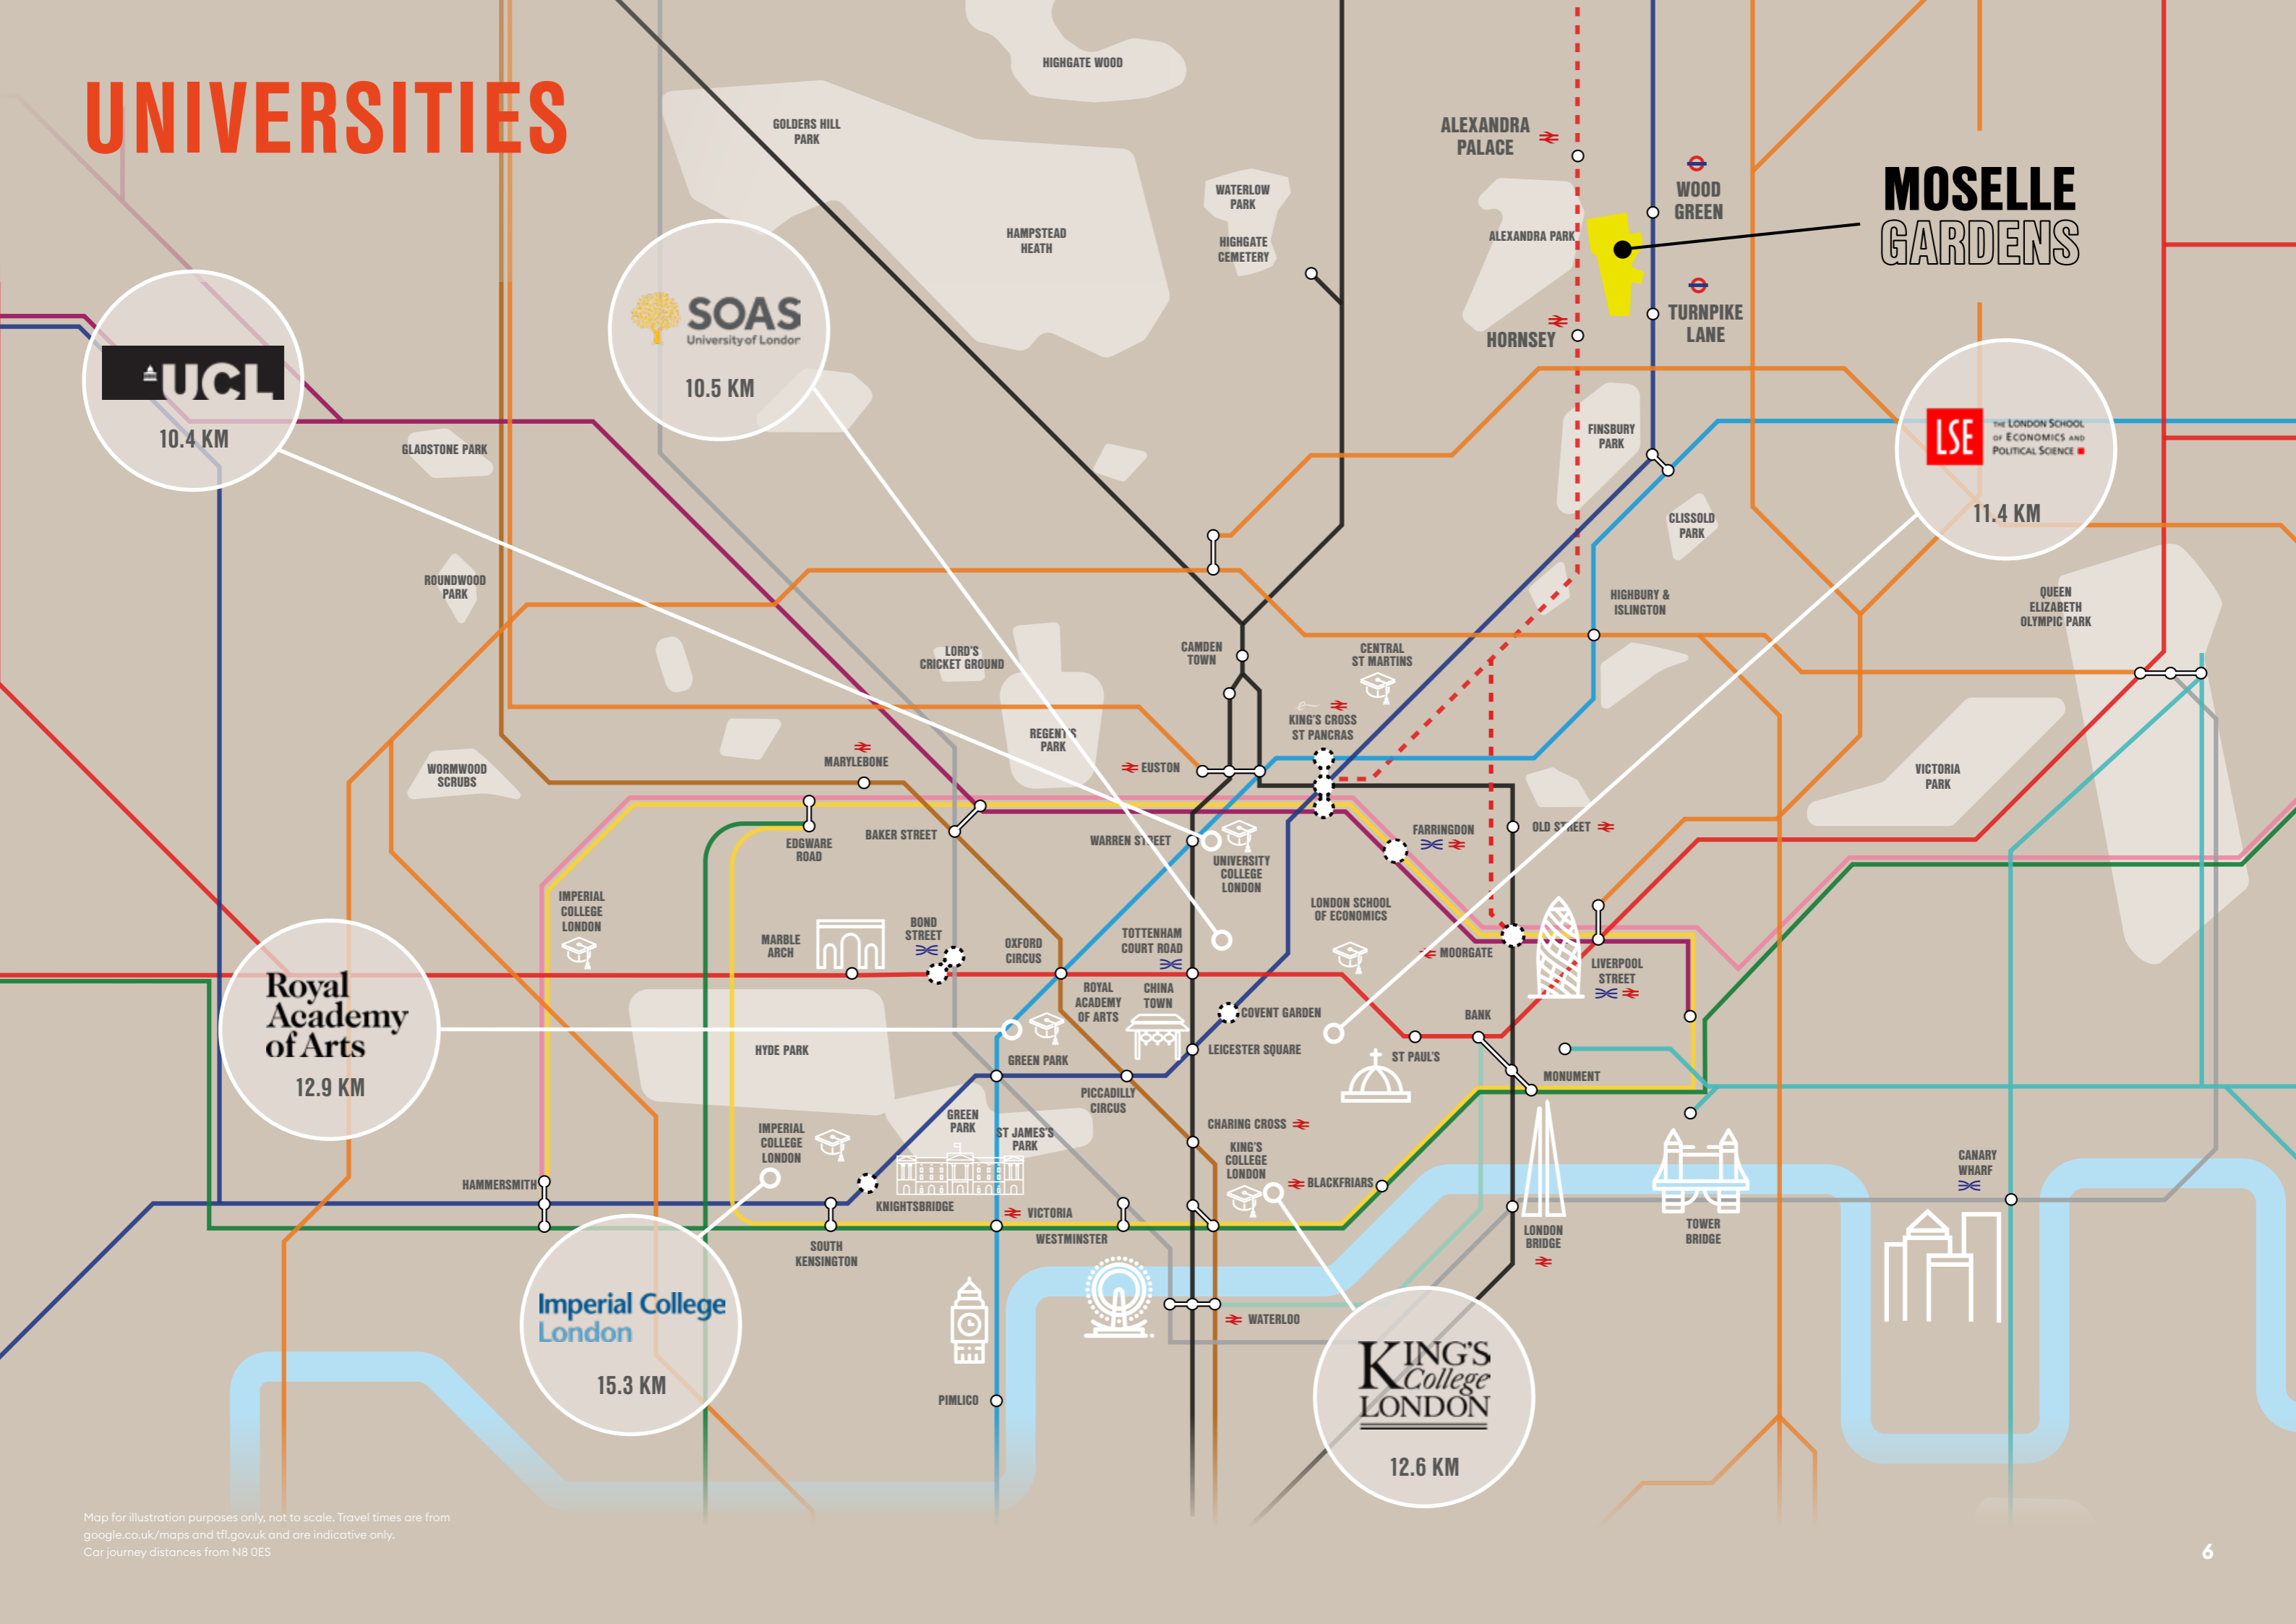 UNIVERSITIES
HIGHGATE WOOD
GOLDERS HILL
PARK
ALEXANDRA
PALACE
WOOD
GREEN
MOSELLE
GARDENS
WATERLOW
PARK
HIGHGATE
CEMETERY
HAMPSTEAD
HEATH
ALEXANDRA PARK
TURNPIKE
LANE
HORNSEY
SOAS
University of London
10.5 KM
UCL
10.4 KM
GLADSTONE PARK
FINSBURY
PARK
LSE
THE LONDON SCHOOL
OF ECONOMICS AND
POLITICAL SCIENCE
11.4 KM
CLISSOLD
PARK
ROUNDWOOD
PARK
HIGHBURY &
ISLINGTON
QUEEN
ELIZABETH
OLYMPIC PARK
LORD'S
CRICKET GROUND
CAMDEN
TOWN
CENTRAL
ST MARTINS
KING'S CROSS
ST PANCRAS
REGENT'S
PARK
MARYLEBONE
EUSTON
WORMWOOD
SCRUBS
VICTORIA
PARK
BAKER STREET
EDGWARE
ROAD
WARREN STREET
FARRINGDON
OLD STREET
UNIVERSITY
COLLEGE
LONDON
IMPERIAL
COLLEGE
LONDON
LONDON SCHOOL
OF ECONOMICS
MARBLE
ARCH
BOND
STREET
OXFORD
CIRCUS
TOTTENHAM
COURT ROAD
MOORGATE
LIVERPOOL
STREET
ROYAL
ACADEMY
OF ARTS
CHINA
TOWN
COVENT GARDEN
BANK
Royal
Academy
of Arts
12.9 KM
HYDE PARK
GREEN PARK
LEICESTER SQUARE
ST PAUL'S
MONUMENT
PICCADILLY
CIRCUS
GREEN
PARK
ST JAMES'S
PARK
CHARING CROSS
IMPERIAL
COLLEGE
LONDON
KING'S
COLLEGE
LONDON
CANARY
WHARF
HAMMERSMITH
BLACKFRIARS
KNIGHTSBRIDGE
VICTORIA
WESTMINSTER
SOUTH
KENSINGTON
LONDON
BRIDGE
TOWER
BRIDGE
Imperial College
London
15.3 KM
WATERLOO
KING'S
College
LONDON
12.6 KM
PIMLICO
Map for illustration purposes only, not to scale. Travel times are from
google.co.uk/maps and tfl.gov.uk and are indicative only.
Car journey distances from N8 0ES
6